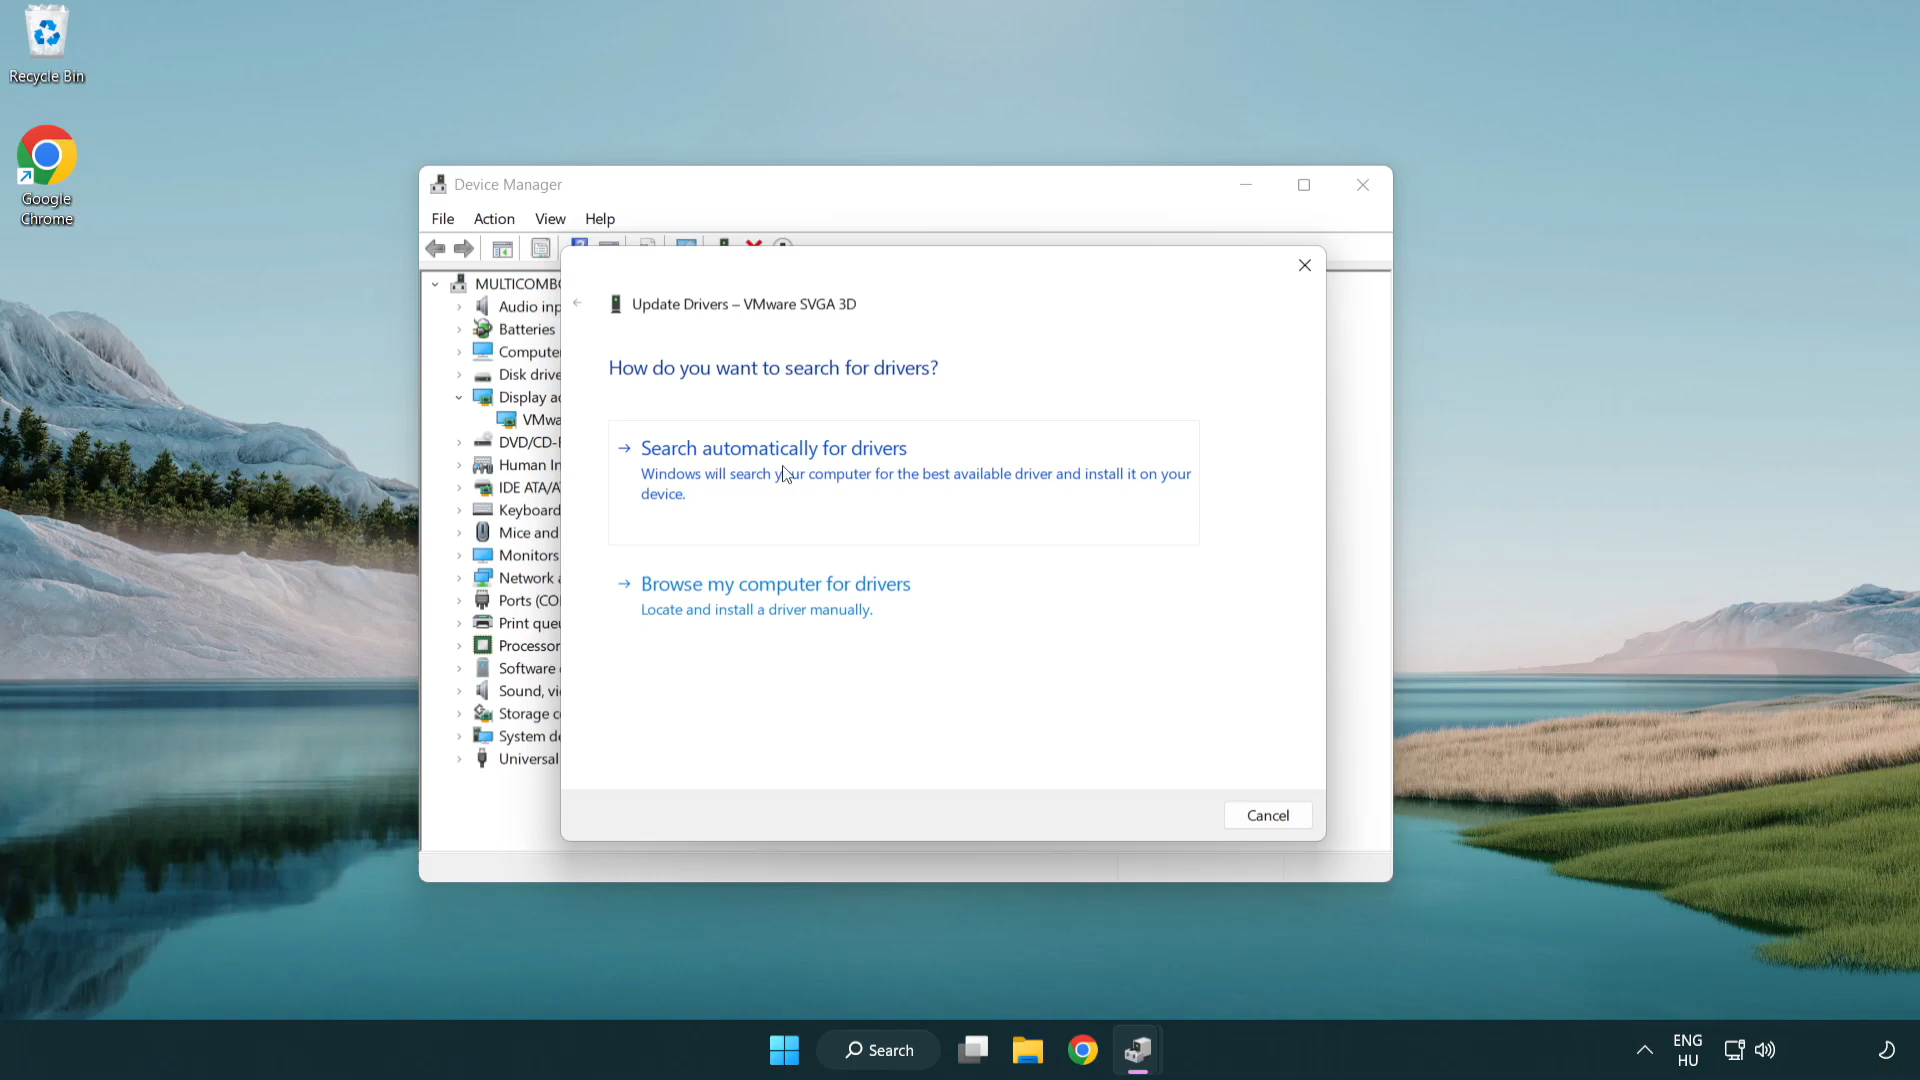 Recycle Bin
Google
Chrome
Device Manager
File Action View Help
MULTICOMBO
Audio inp
Batteries
Computer
Disk drive
Display ad
VMwa
DVD/CD-R
Human In
IDE ATA/A
Keyboard
Mice and
Monitors
Network a
Ports (CO
Print queu
Processor
Software
Sound, vi
Storage c
System de
Universal
Update Drivers – VMware SVGA 3D
How do you want to search for drivers?
Search automatically for drivers
Windows will search your computer for the best available driver and install it on your
device.
Browse my computer for drivers
Locate and install a driver manually.
Cancel
Search
ENG
HU